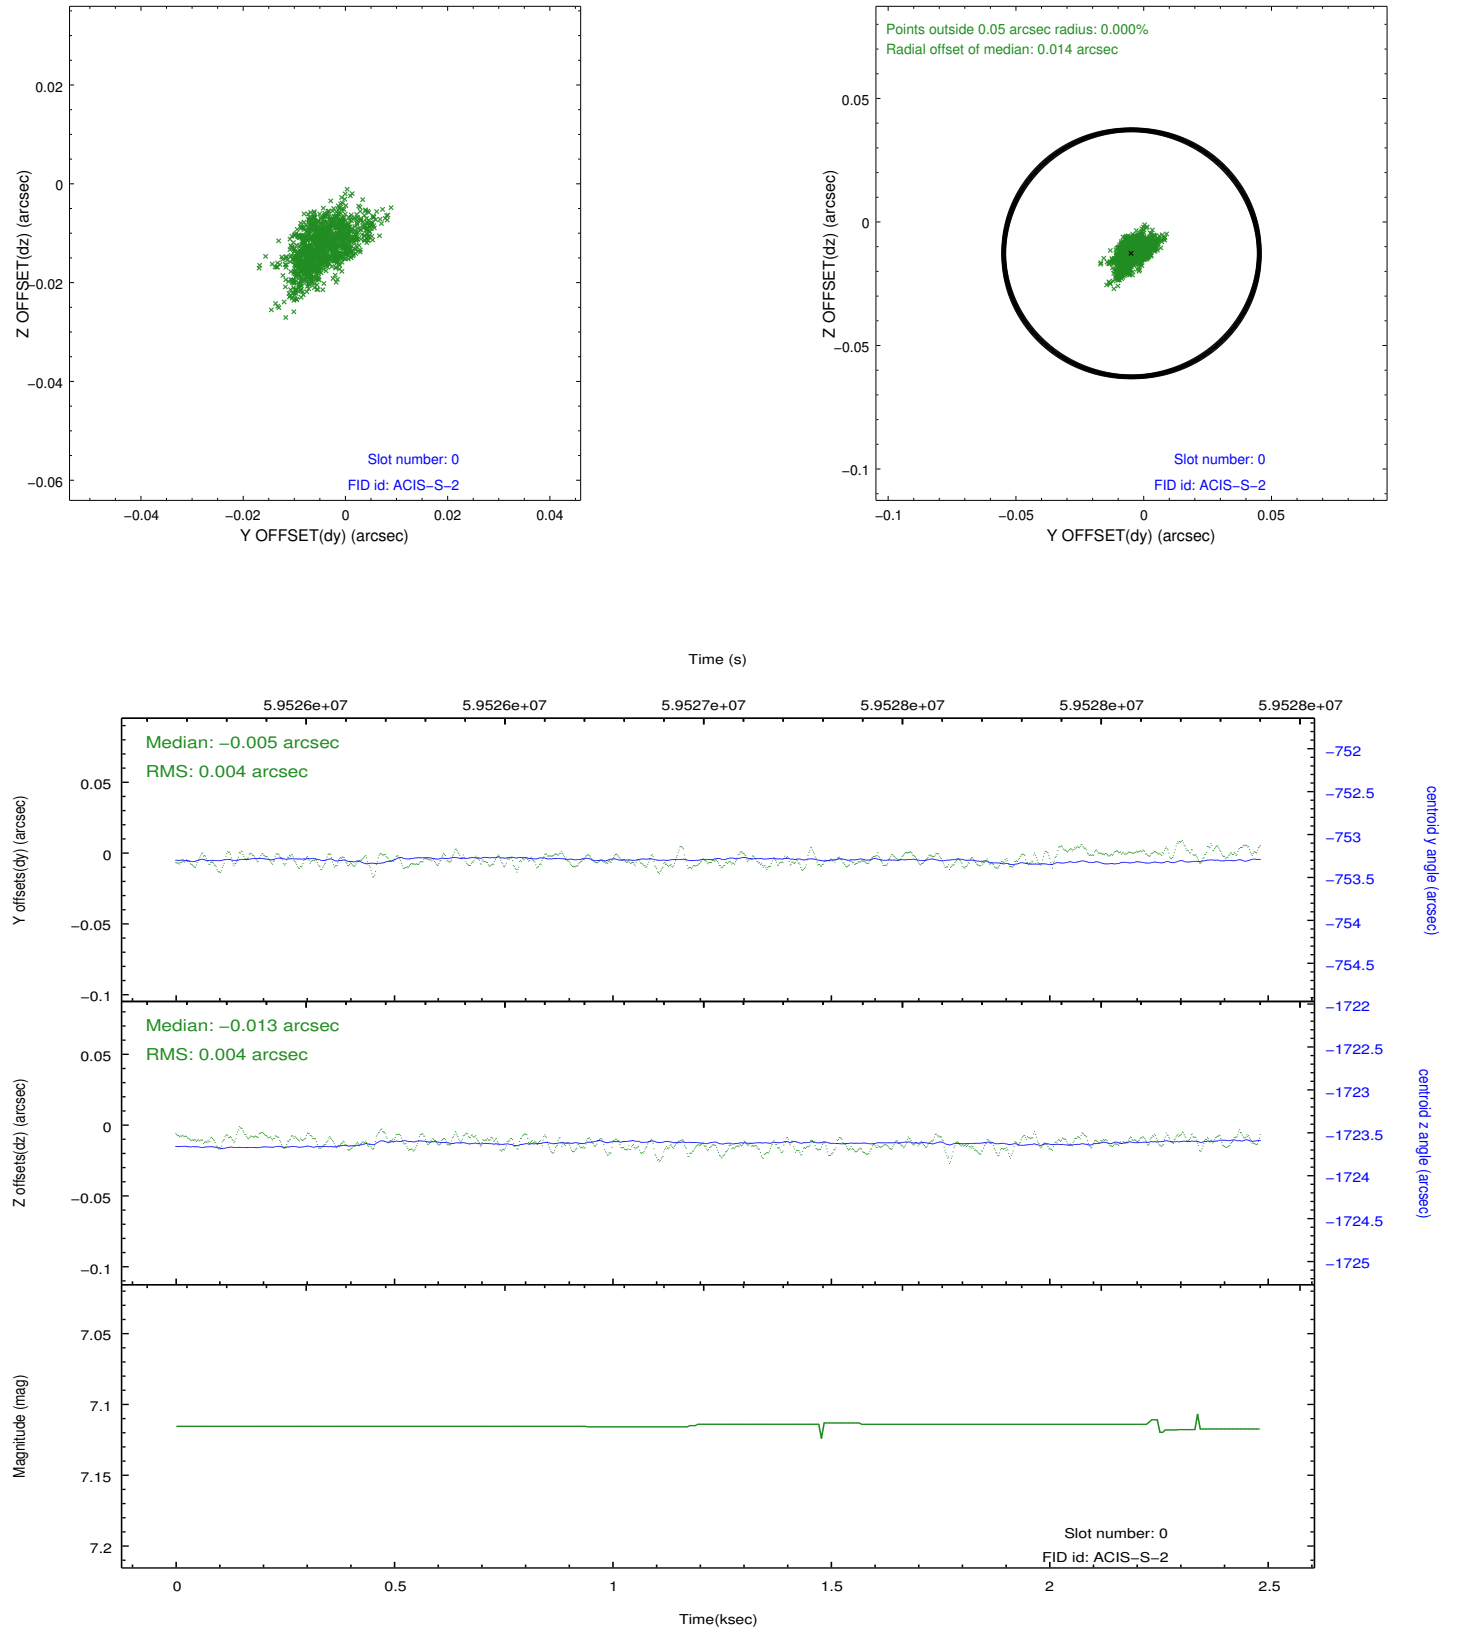 0.02
0
−0.02
−0.04
−0.06
Z OFFSET(dz) (arcsec)
Slot number: 0
FID id: ACIS−S−2
−0.04
−0.02
0
0.02
0.04
Y OFFSET(dy) (arcsec)
Points outside 0.05 arcsec radius: 0.000%
Radial offset of median: 0.014 arcsec
0.05
0
−0.05
−0.1
Z OFFSET(dz) (arcsec)
Slot number: 0
FID id: ACIS−S−2
−0.1
−0.05
0
0.05
Y OFFSET(dy) (arcsec)
Time (s)
5.9526e+07
5.9526e+07
5.9527e+07
5.9528e+07
5.9528e+07
5.9528e+07
Median: −0.005 arcsec
RMS: 0.004 arcsec
0.05
0
−0.05
−0.1
Y offsets(dy) (arcsec)
−752
−752.5
−753
−753.5
−754
−754.5
centroid y angle (arcsec)
Median: −0.013 arcsec
RMS: 0.004 arcsec
0.05
0
−0.05
−0.1
Z offsets(dz) (arcsec)
−1722
−1722.5
−1723
−1723.5
−1724
−1724.5
−1725
centroid z angle (arcsec)
7.05
7.1
7.15
7.2
Magnitude (mag)
Slot number: 0
FID id: ACIS−S−2
0
0.5
1
1.5
2
2.5
Time(ksec)